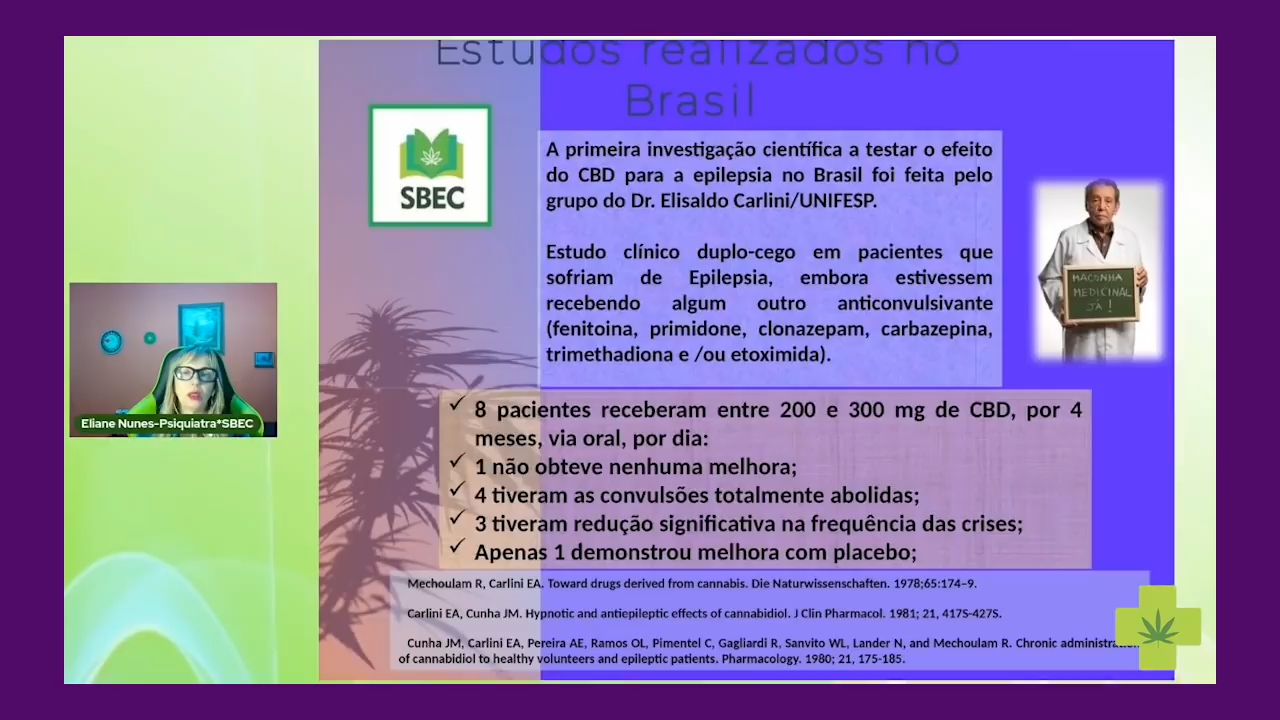 Estudos realizados no
Brasil
SBEC
A primeira investigação científica a testar o efeito
do CBD para a epilepsia no Brasil foi feita pelo
grupo do Dr. Elisaldo Carlini/UNIFESP.
Estudo clínico duplo-cego em pacientes que
sofriam de Epilepsia, embora estivessem
recebendo algum outro anticonvulsivante
(fenitoina, primidone, clonazepam, carbazepina,
trimethadiona e /ou etoximida).
MACONHA
MEDICINAL
JÁ !
Eliane Nunes-Psiquiatra*SBEC
✓ 8 pacientes receberam entre 200 e 300 mg de CBD, por 4
meses, via oral, por dia:
✓ 1 não obteve nenhuma melhora;
✓ 4 tiveram as convulsões totalmente abolidas;
✓ 3 tiveram redução significativa na frequência das crises;
✓ Apenas 1 demonstrou melhora com placebo;
Mechoulam R, Carlini EA. Toward drugs derived from cannabis. Die Naturwissenschaften. 1978;65:174–9.
Carlini EA, Cunha JM. Hypnotic and antiepileptic effects of cannabidiol. J Clin Pharmacol. 1981; 21, 417S-427S.
Cunha JM, Carlini EA, Pereira AE, Ramos OL, Pimentel C, Gagliardi R, Sanvito WL, Lander N, and Mechoulam R. Chronic
of cannabidiol to healthy volunteers and epileptic patients. Pharmacology. 1980; 21, 175-185.